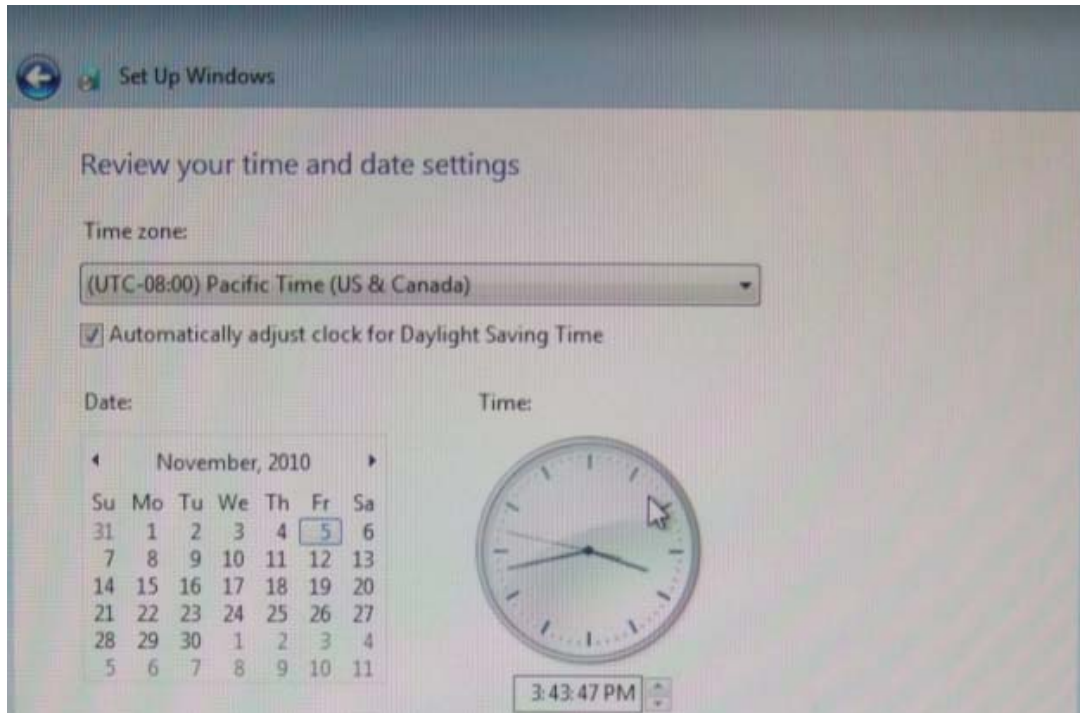 Set Up Windows
Review your time and date settings
Time zone:
(UTC-08:00) Pacific Time (US & Canada)
Automatically adjust clock for Daylight Saving Time
Date:
Time:
November, 2010
Su Mo Tu We Th Fr Sa
31 1 2 3 4 5 6
7 8 9 10 11 12 13
14 15 16 17 18 19 20
21 22 23 24 25 26 27
28 29 30 1 2 3 4
5 6 7 8 9 10 11
3:43:47 PM